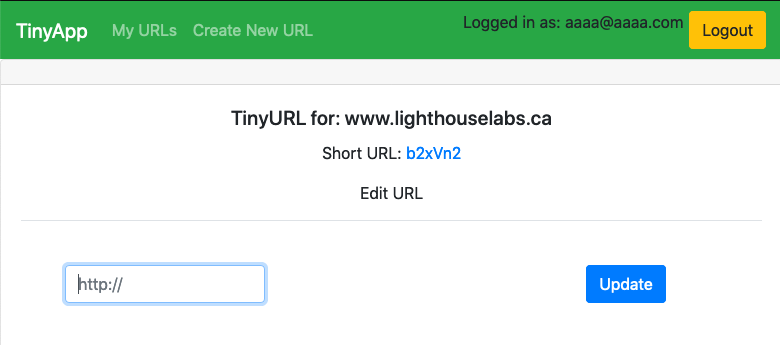 TinyApp My URLs Create New URL Logged in as: aaaa@aaaa.com Logout
TinyURL for: www.lighthouselabs.ca
Short URL: b2xVn2
Edit URL
http:// Update